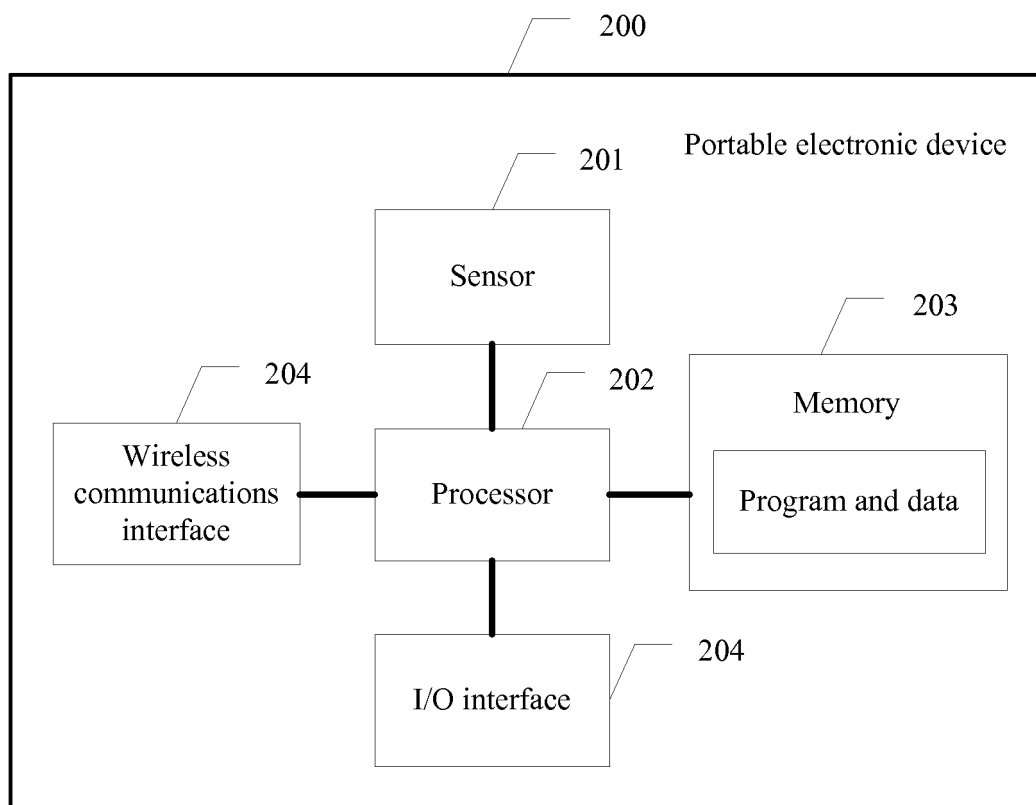 200
Portable electronic device
201
Sensor
203
204
202
Memory
Wireless
communications
interface
Processor
Program and data
204
I/O interface